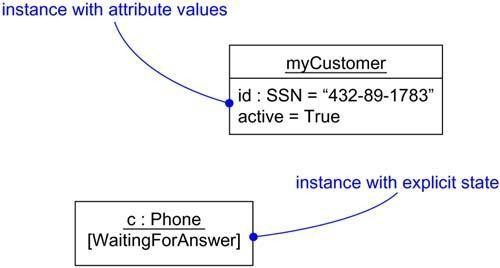 instance with attribute values
myCustomer
id : SSN = “432-89-1783”
active = True
instance with explicit state
c : Phone
[WaitingForAnswer]